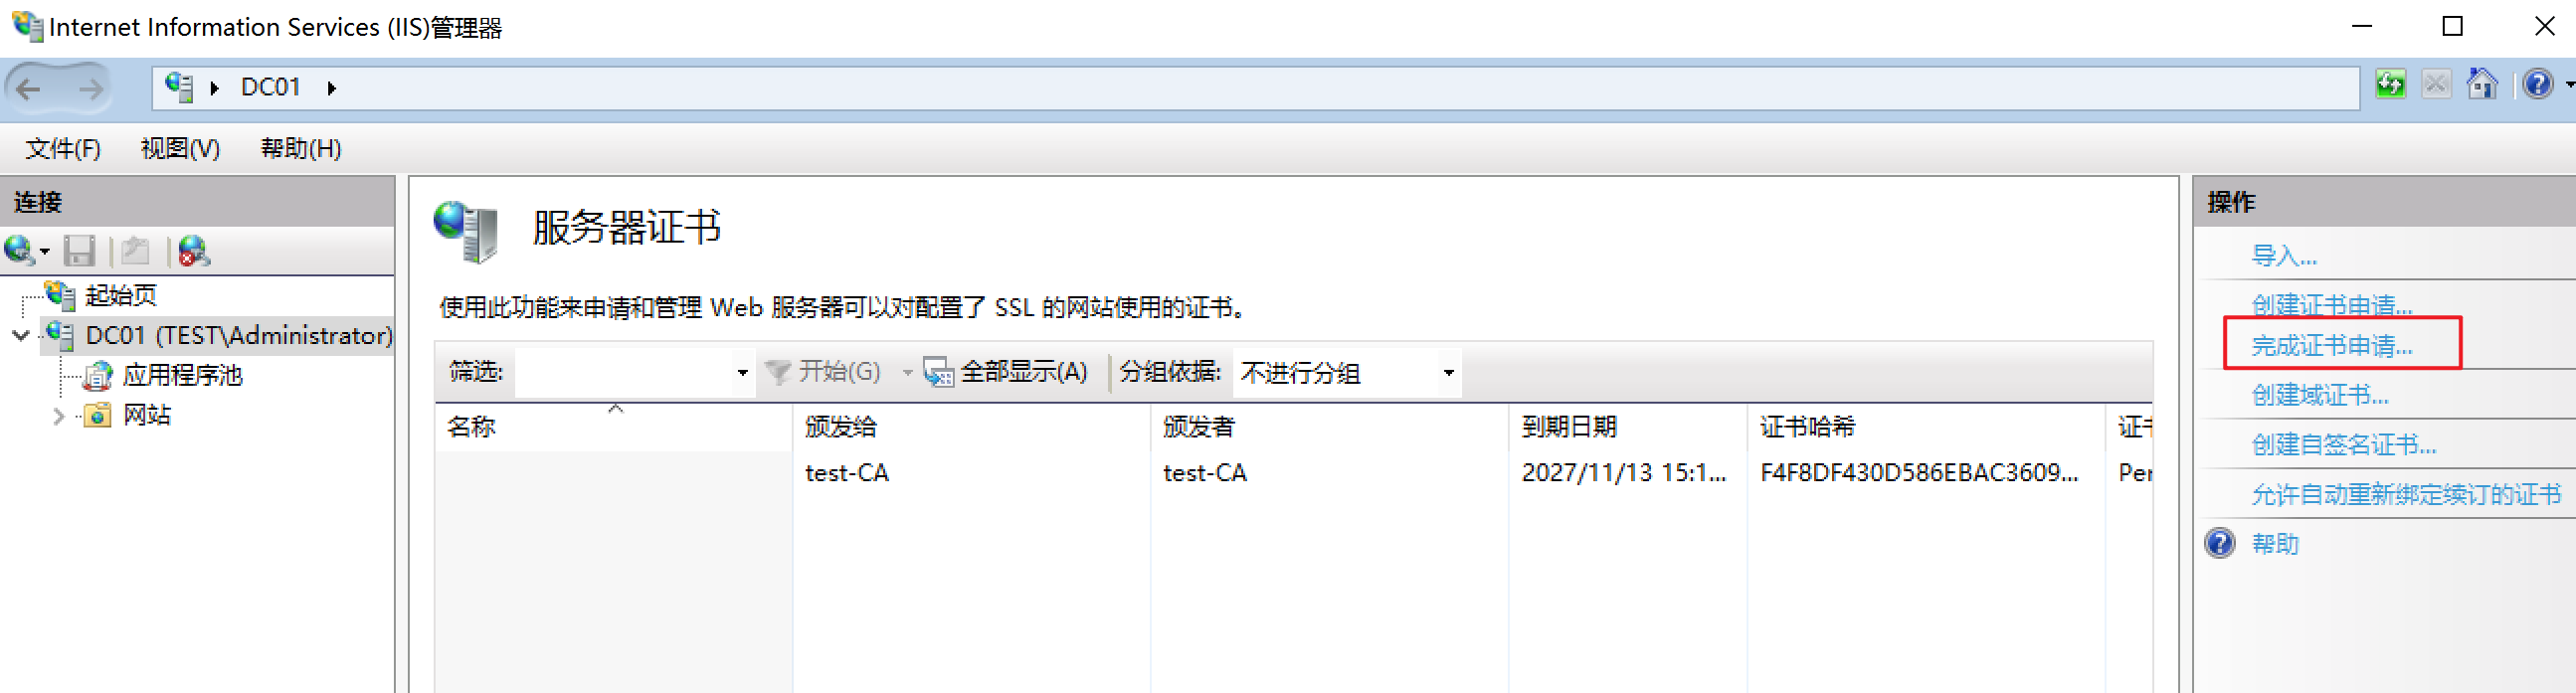 Internet Information Services (IIS)管理器
DC01
文件(F) 视图(V) 帮助(H)
连接
起始页
DC01 (TEST\Administrator)
应用程序池
网站
服务器证书
使用此功能来申请和管理 Web 服务器可以对配置了 SSL 的网站使用的证书。
筛选: 开始(G) 全部显示(A) 分组依据: 不进行分组
名称 颁发给 颁发者 到期日期 证书哈希 证书
test-CA test-CA 2027/11/13 15:1... F4F8DF430D586EBAC3609... Per
操作
导入...
创建证书申请...
完成证书申请...
创建域证书...
创建自签名证书...
允许自动重新绑定续订的证书
帮助